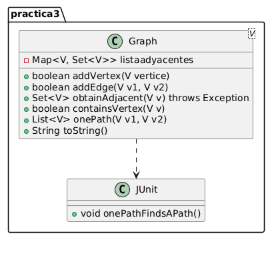 practica3
C Graph V
Map<V, Set<V>> listaadyacentes
boolean addVertex(V vertice)
boolean addEdge(V v1, V v2)
Set<V> obtainAdjacent(V v) throws Exception
boolean containsVertex(V v)
List<V> onePath(V v1, V v2)
String toString()
C JUnit
void onePathFindsAPath()